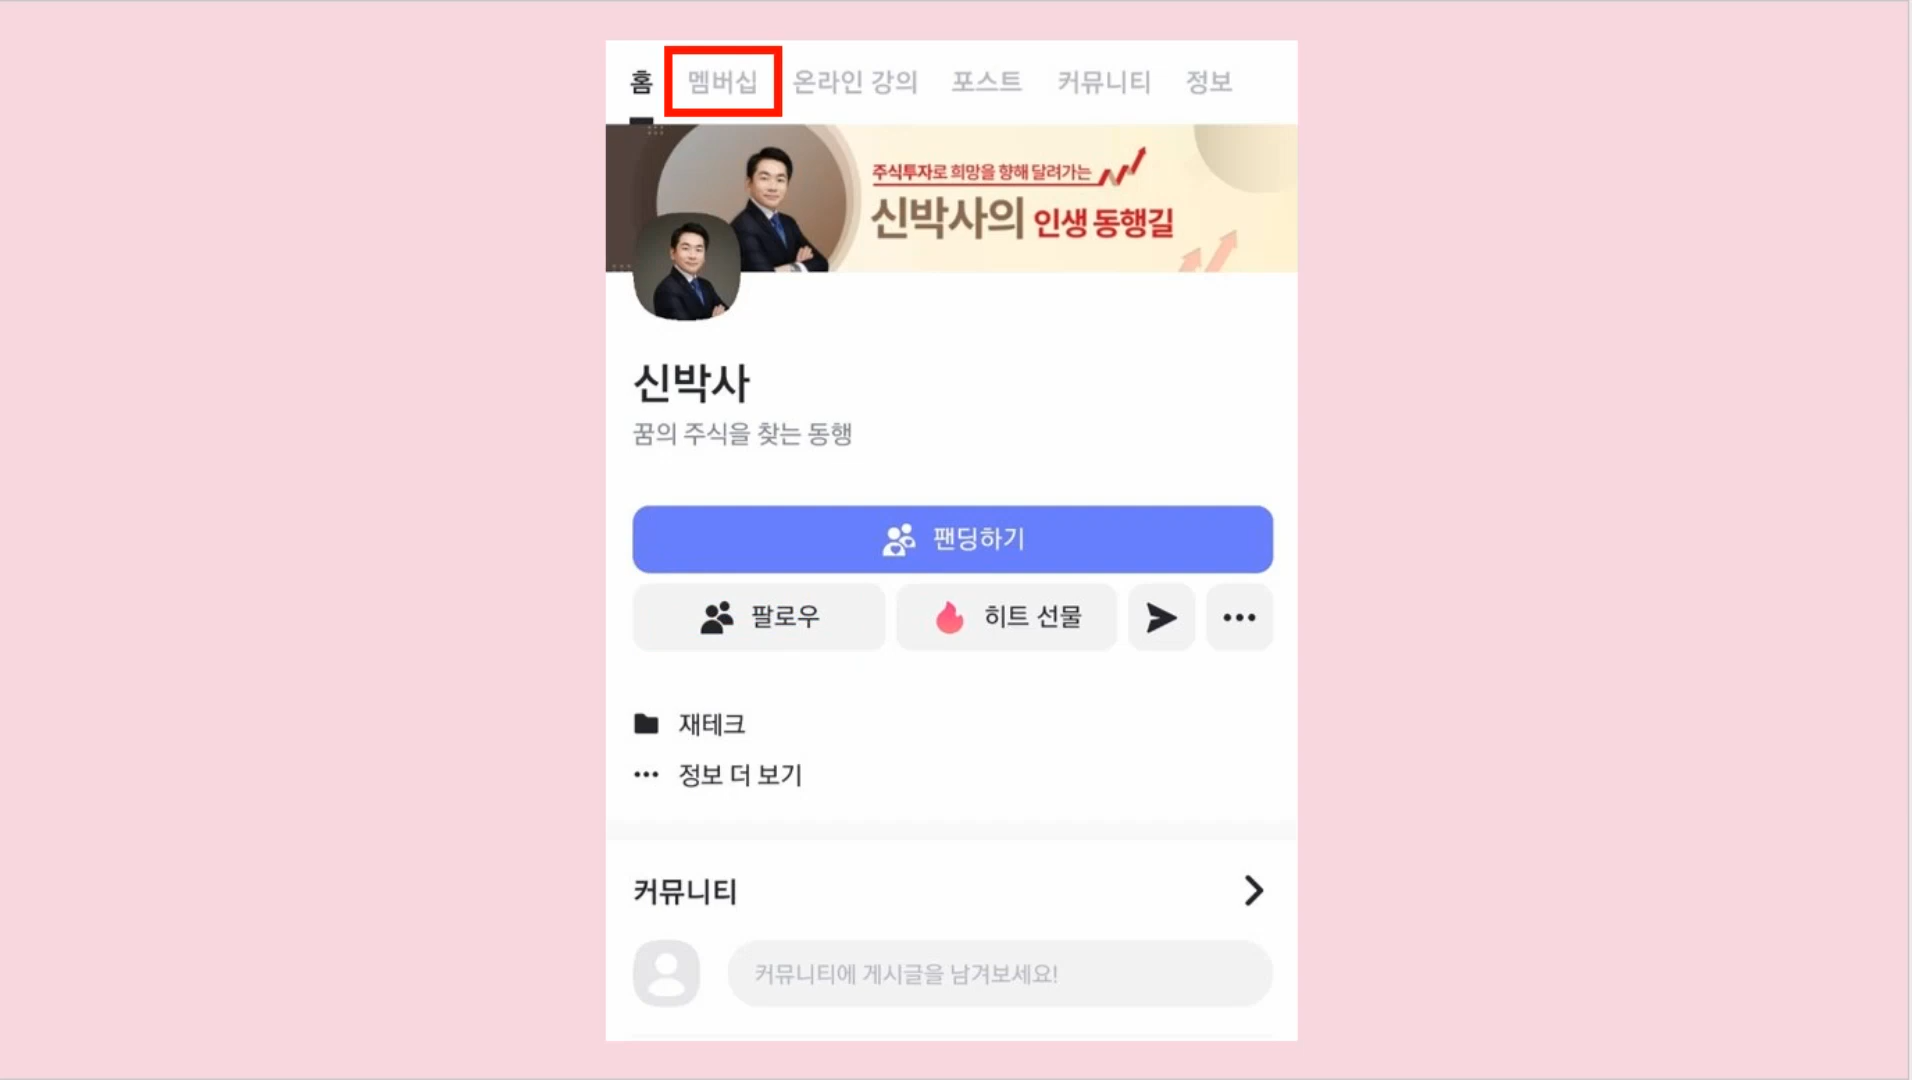 홈 멤버십 온라인 강의 포스트 커뮤니티 정보
주식투자로 희망을 향해 달려가는
신박사의 인생 동행길
신박사
꿈의 주식을 찾는 동행
팬딩하기
팔로우 히트 선물
재테크
정보 더 보기
커뮤니티
커뮤니티에 게시글을 남겨보세요!